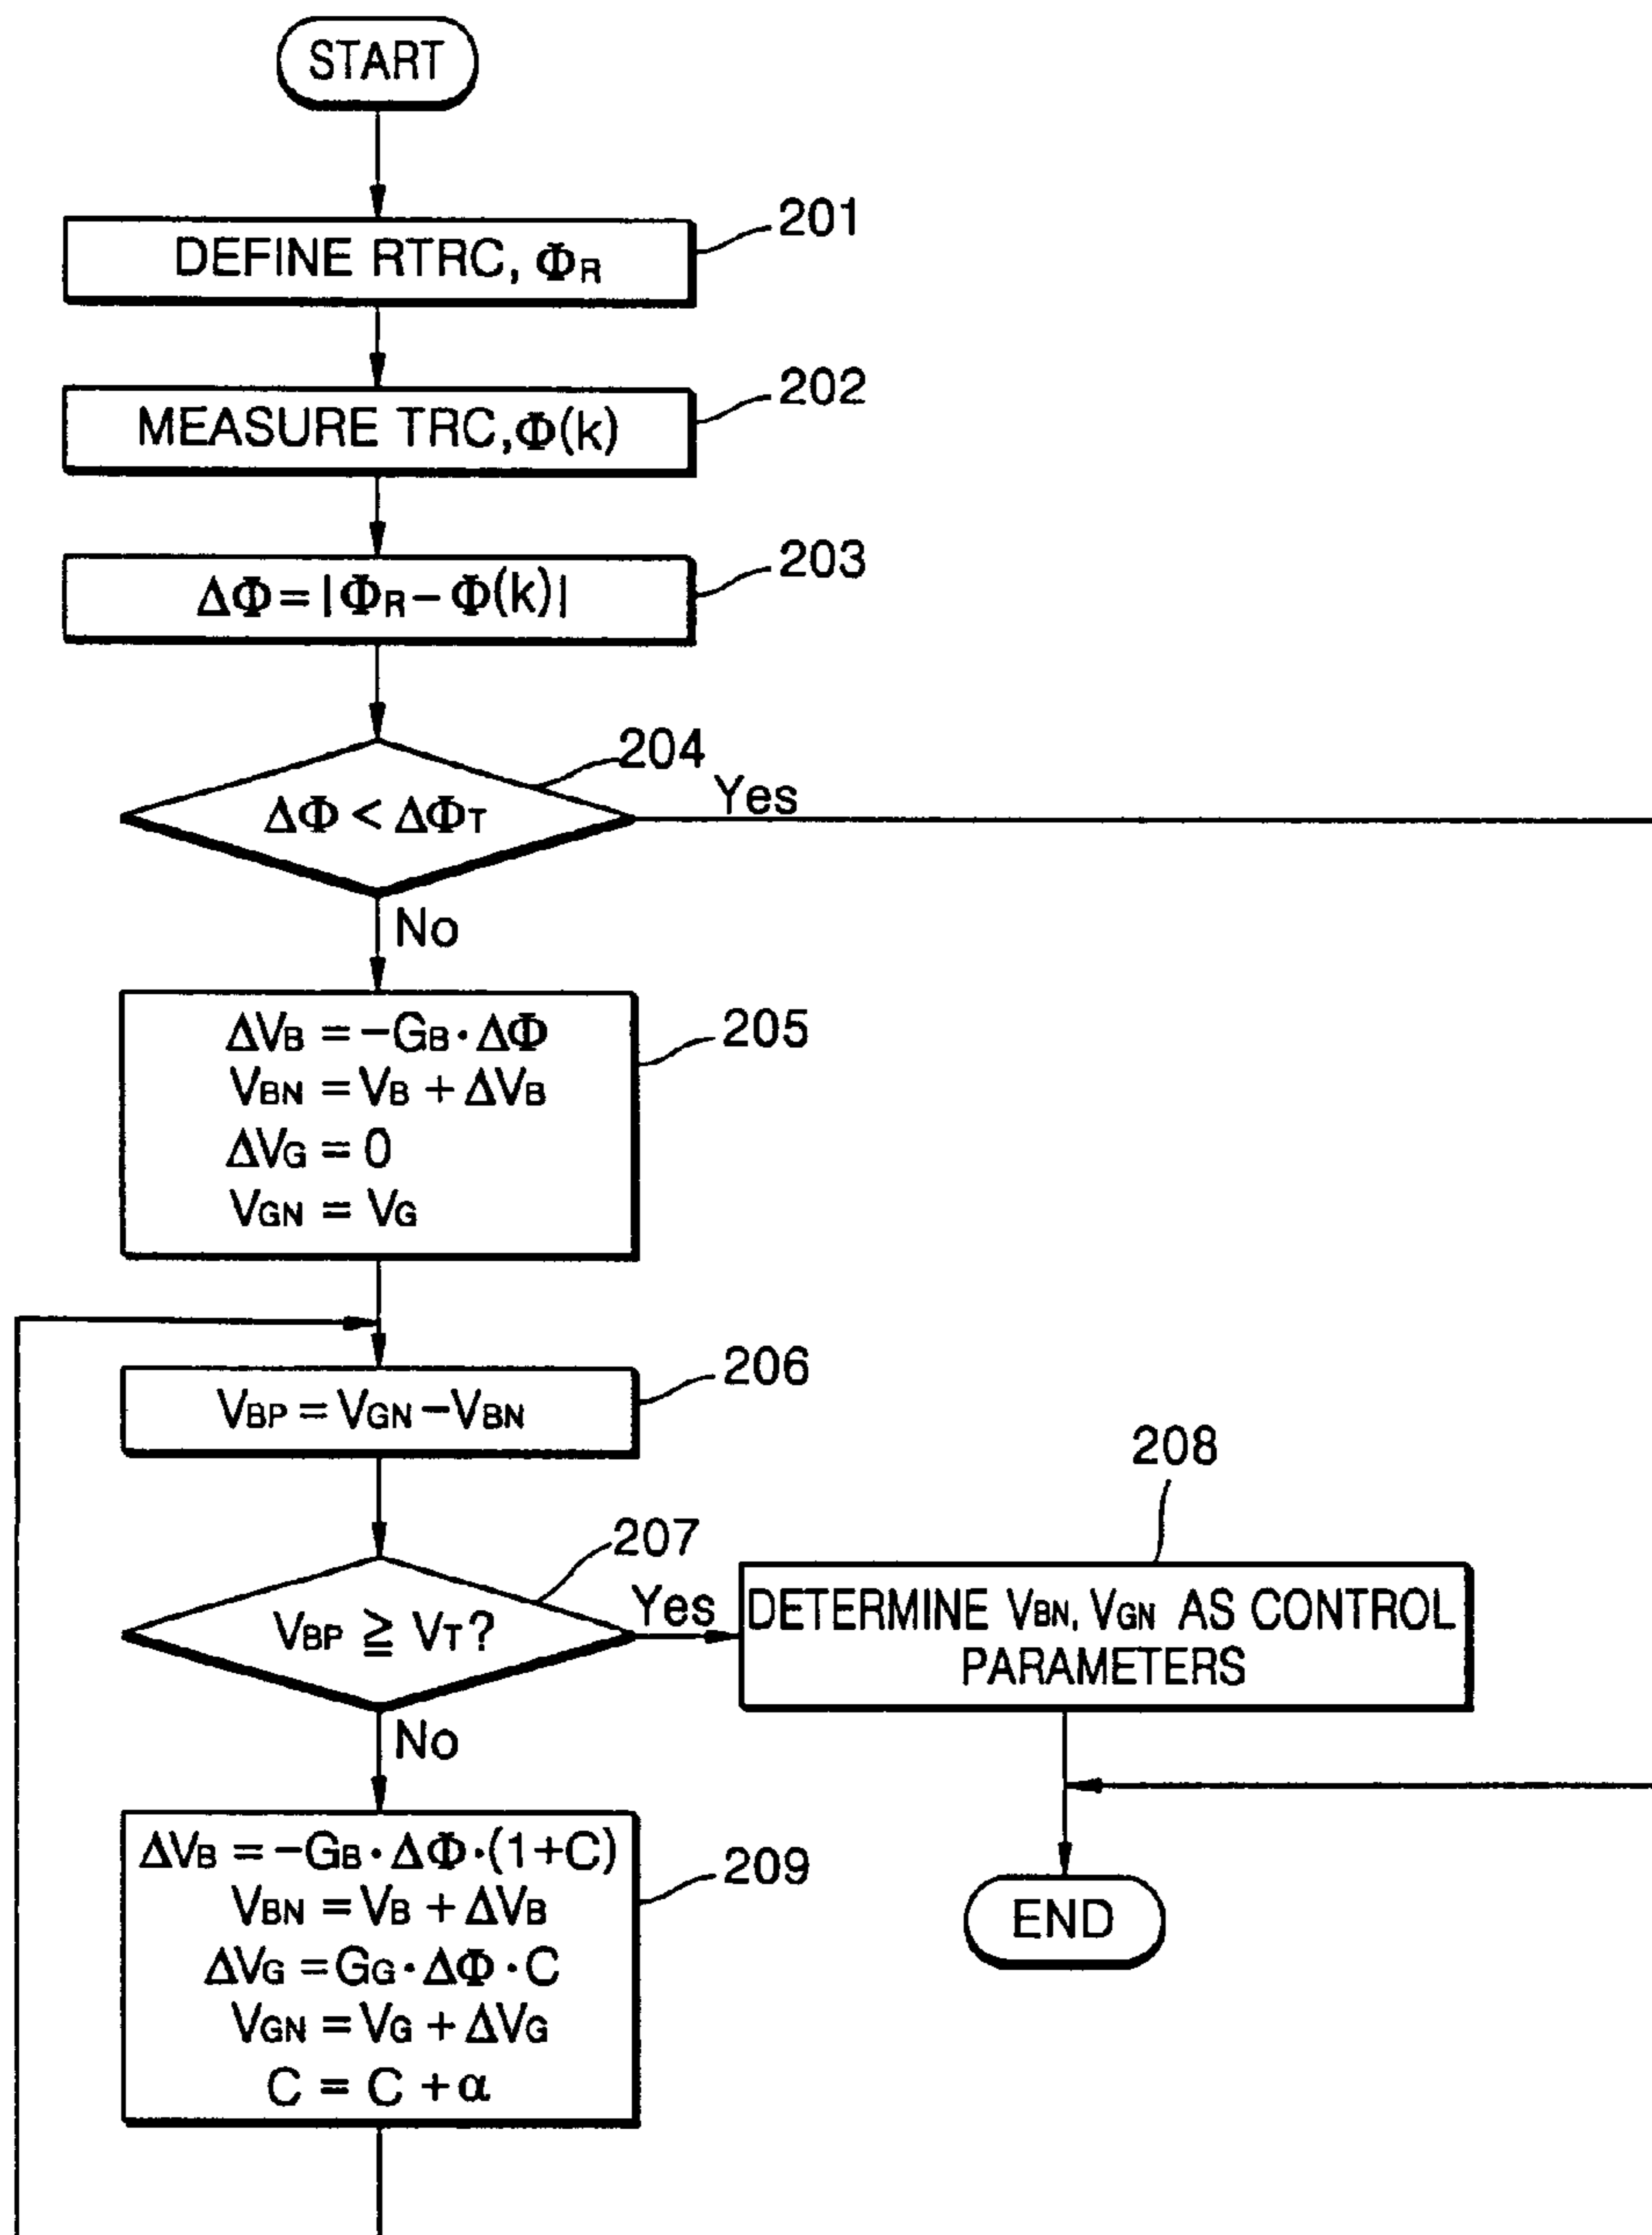 START
201
DEFINE RTRC, ΦR
202
MEASURE TRC,Φ(k)
203
ΔΦ=|ΦR−Φ(k)|
204
ΔΦ < ΔΦT
Yes
No
205
ΔVB = −GB·ΔΦ
VBN = VB + ΔVB
ΔVG = 0
VGN = VG
206
VBP = VGN −VBN
207
VBP ≧ VT?
Yes
208
DETERMINE VBN, VGN AS CONTROL
PARAMETERS
No
209
ΔVB = −GB·ΔΦ·(1+C)
VBN = VB + ΔVB
ΔVG =GG·ΔΦ·C
VGN = VG + ΔVG
C = C +α
END